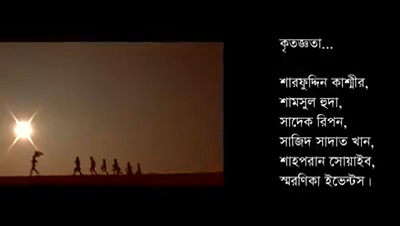 কৃতজ্ঞতা...
শারফুদ্দিন কাশ্মীর,
শামসুল হুদা,
সাদেক রিপন,
সাজিদ সাদাত খান,
শাহপরান সোয়াইব,
স্মরণিকা ইভেন্টস।